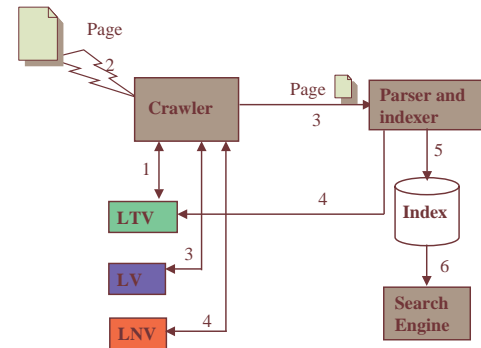 Page
2
Crawler
Page
3
Parser and
indexer
1
5
4
LTV
Index
3
LV
6
4
LNV
Search
Engine